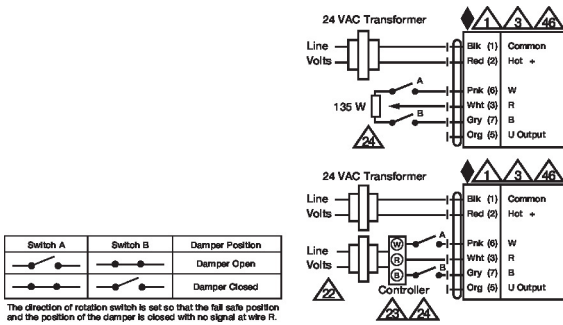 24 VAC Transformer
1 3 46
Line
Volts
Blk (1) Common
Red (2) Hot +
A
Pnk (6) W
135 W
Wht (3) R
B
Gry (7) B
24
Org (5) U Output
24 VAC Transformer
1 3 46
Line
Volts
Blk (1) Common
Red (2) Hot +
A
Line
Volts
W
Pnk (6) W
R
Wht (3) R
B
B
Gry (7) B
22
Controller
Org (5) U Output
23 24
Switch A Switch B Damper Position
Damper Open
Damper Closed
The direction of rotation switch is set so that the fail safe position
and the position of the damper is closed with no signal at wire R.